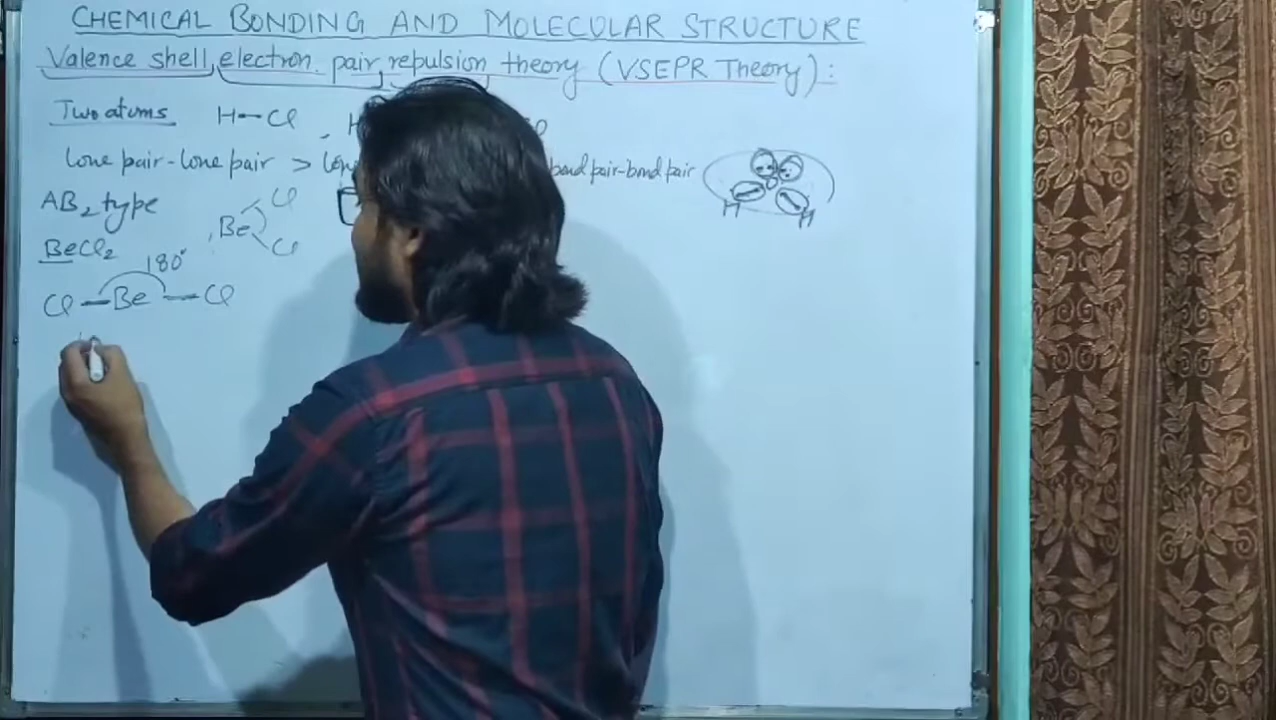 CHEMICAL BONDING AND MOLECULAR STRUCTURE
Valence shell, electron pair repulsion theory (VSEPR Theory) :
Two atoms H—Cl , H
lone pair - lone pair > bond pair - bond pair
AB₂ type
BeCl₂
Be Cl Cl
180°
Cl — Be — Cl
H H